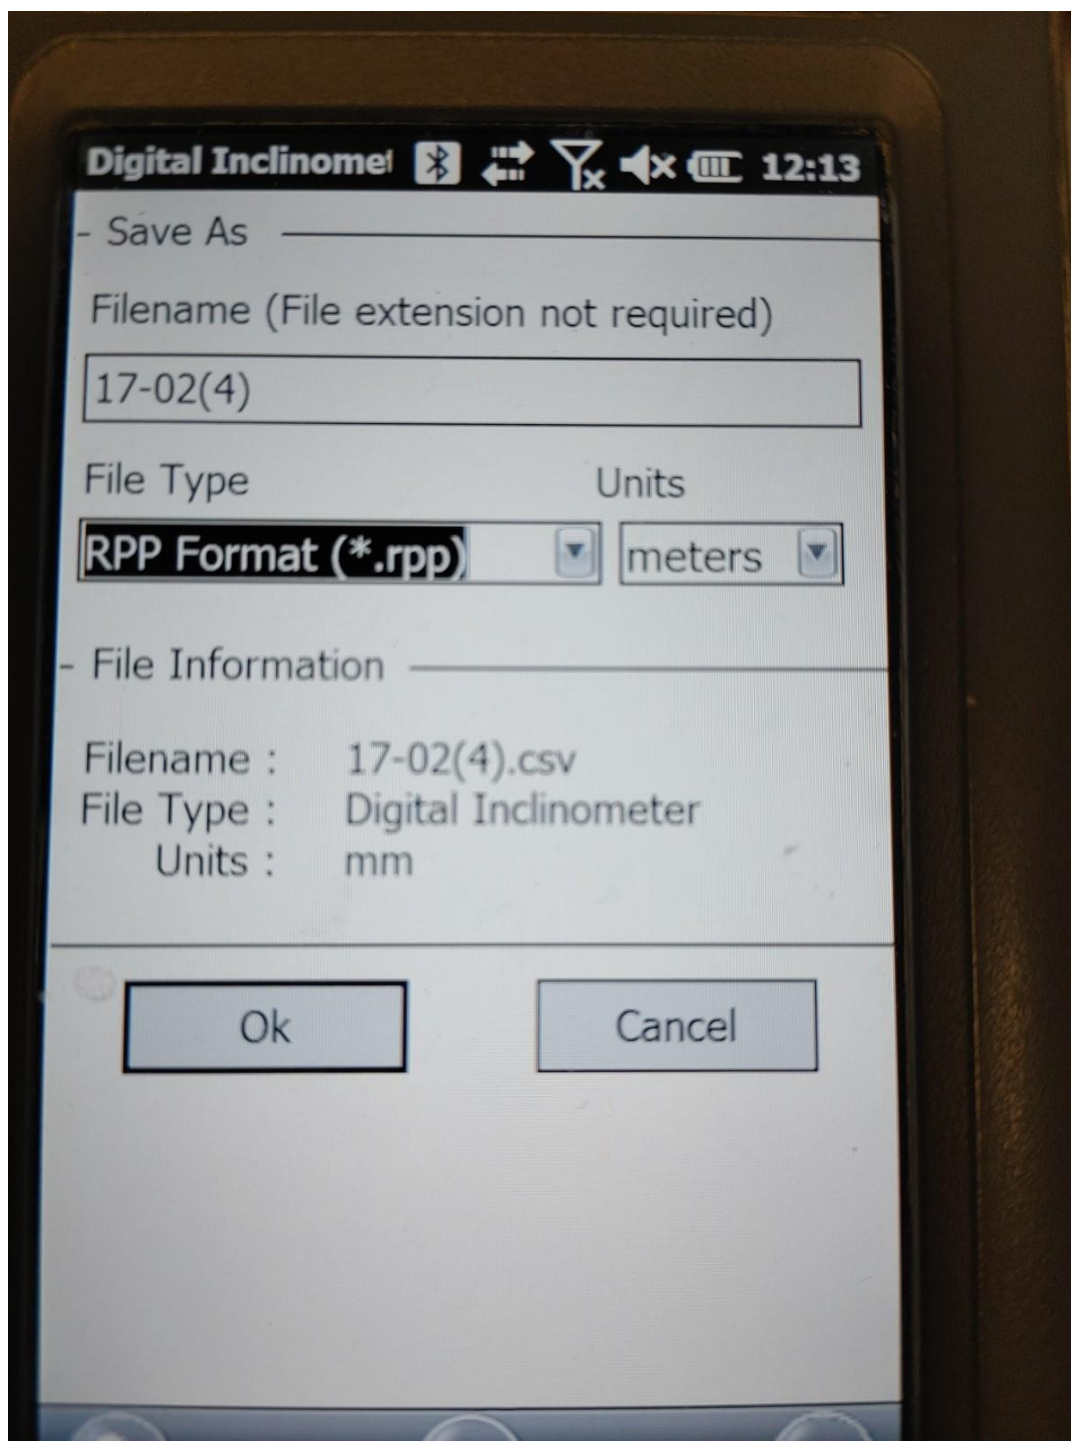 Digital Inclinomet 12:13
Save As
Filename (File extension not required)
17-02(4)
File Type Units
RPP Format (*.rpp) meters
File Information
Filename : 17-02(4).csv
File Type : Digital Inclinometer
Units : mm
Ok Cancel